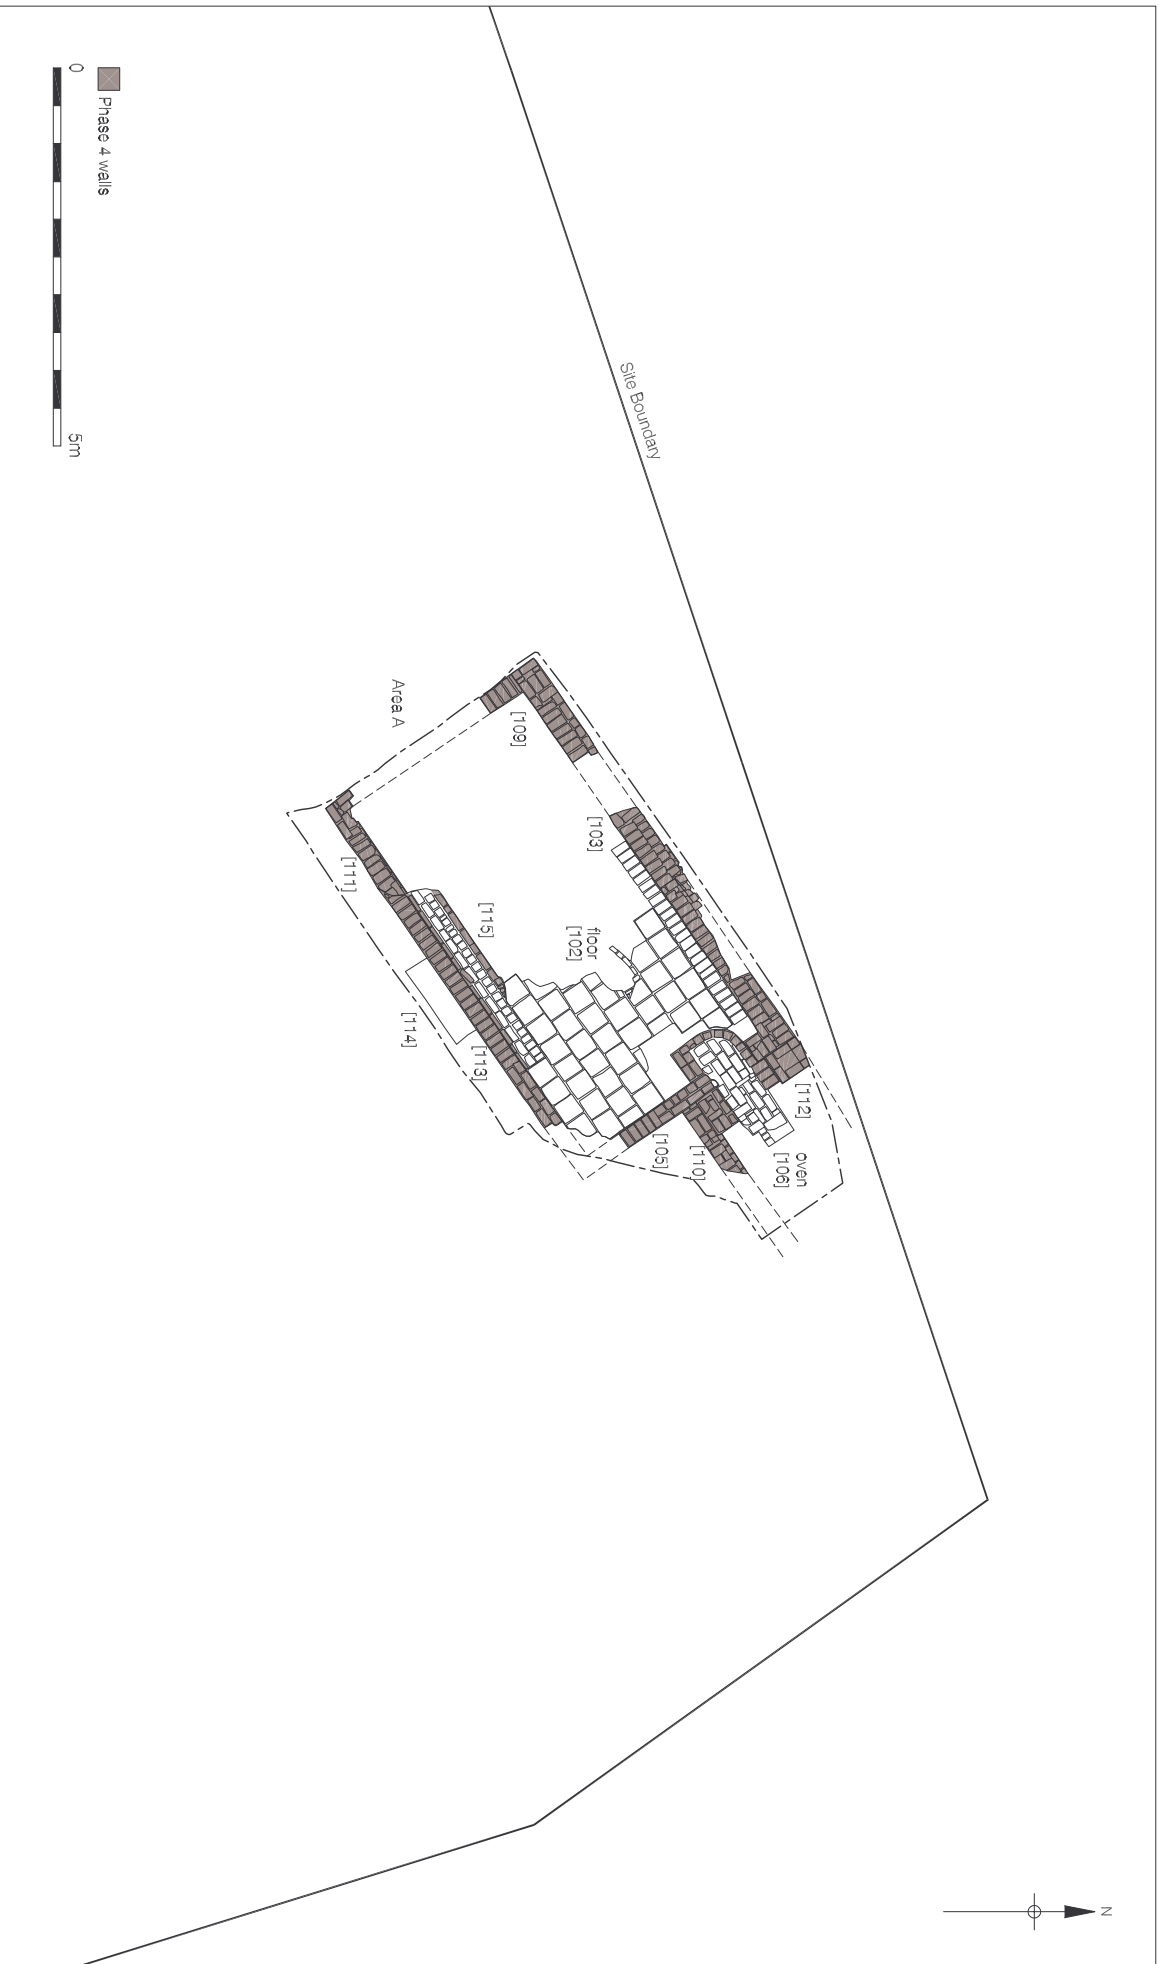 N
Site Boundary
Area A
[109]
[103]
[111]
[115]
floor
[102]
[114]
[113]
[112]
oven
[106]
[105]
[110]
Phase 4 walls
0
5m